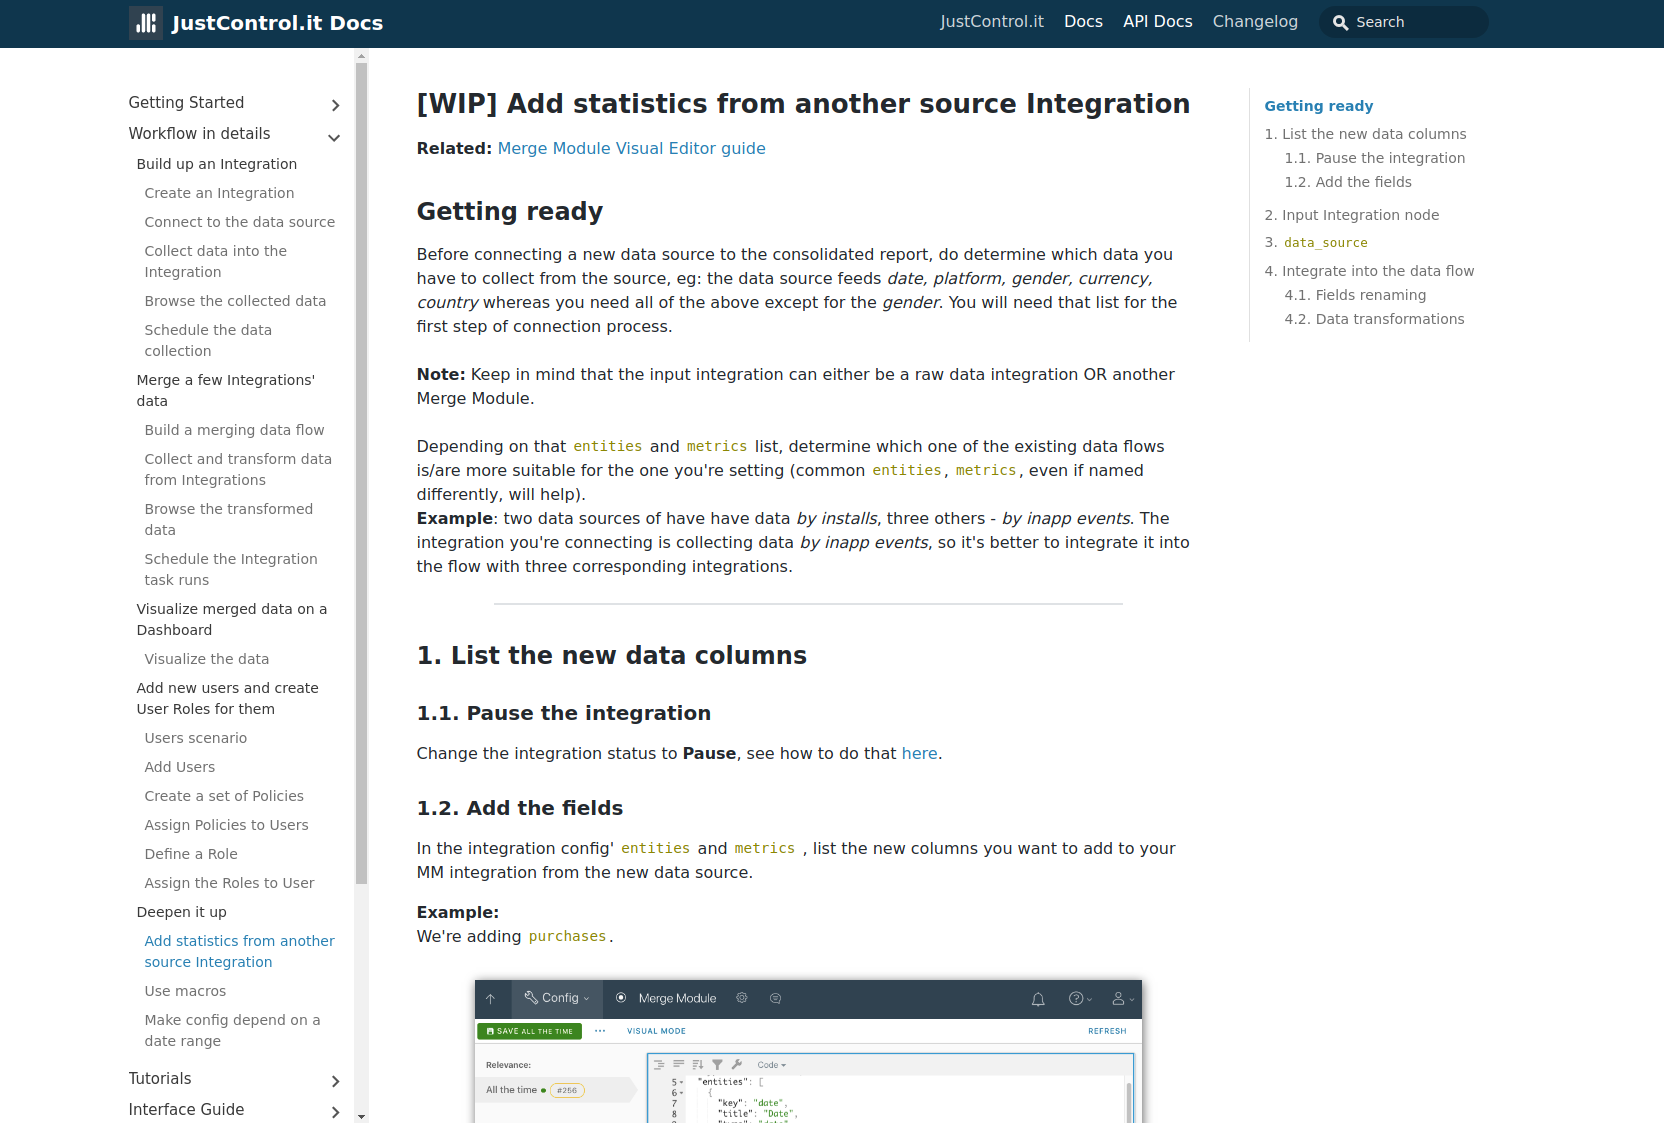 JustControl.it Docs
JustControl.it Docs API Docs Changelog Search
Getting Started
Workflow in details
Build up an Integration
Create an Integration
Connect to the data source
Collect data into the
Integration
Browse the collected data
Schedule the data
collection
Merge a few Integrations'
data
Build a merging data flow
Collect and transform data
from Integrations
Browse the transformed
data
Schedule the Integration
task runs
Visualize merged data on a
Dashboard
Visualize the data
Add new users and create
User Roles for them
Users scenario
Add Users
Create a set of Policies
Assign Policies to Users
Define a Role
Assign the Roles to User
Deepen it up
Add statistics from another
source Integration
Use macros
Make config depend on a
date range
Tutorials
Interface Guide
[WIP] Add statistics from another source Integration
Related: Merge Module Visual Editor guide
Getting ready
Before connecting a new data source to the consolidated report, do determine which data you
have to collect from the source, eg: the data source feeds date, platform, gender, currency,
country whereas you need all of the above except for the gender. You will need that list for the
first step of connection process.
Note: Keep in mind that the input integration can either be a raw data integration OR another
Merge Module.
Depending on that entities and metrics list, determine which one of the existing data flows
is/are more suitable for the one you're setting (common entities, metrics, even if named
differently, will help).
Example: two data sources of have have data by installs, three others - by inapp events. The
integration you're connecting is collecting data by inapp events, so it's better to integrate it into
the flow with three corresponding integrations.
1. List the new data columns
1.1. Pause the integration
Change the integration status to Pause, see how to do that here.
1.2. Add the fields
In the integration config' entities and metrics , list the new columns you want to add to your
MM integration from the new data source.
Example:
We're adding purchases.
Config Merge Module
SAVE ALL THE TIME ... VISUAL MODE REFRESH
Relevance:
All the time #256
Code
5 "entities": [
6 {
7 "key": "date",
8 "title": "Date",
Getting ready
1. List the new data columns
1.1. Pause the integration
1.2. Add the fields
2. Input Integration node
3. data_source
4. Integrate into the data flow
4.1. Fields renaming
4.2. Data transformations